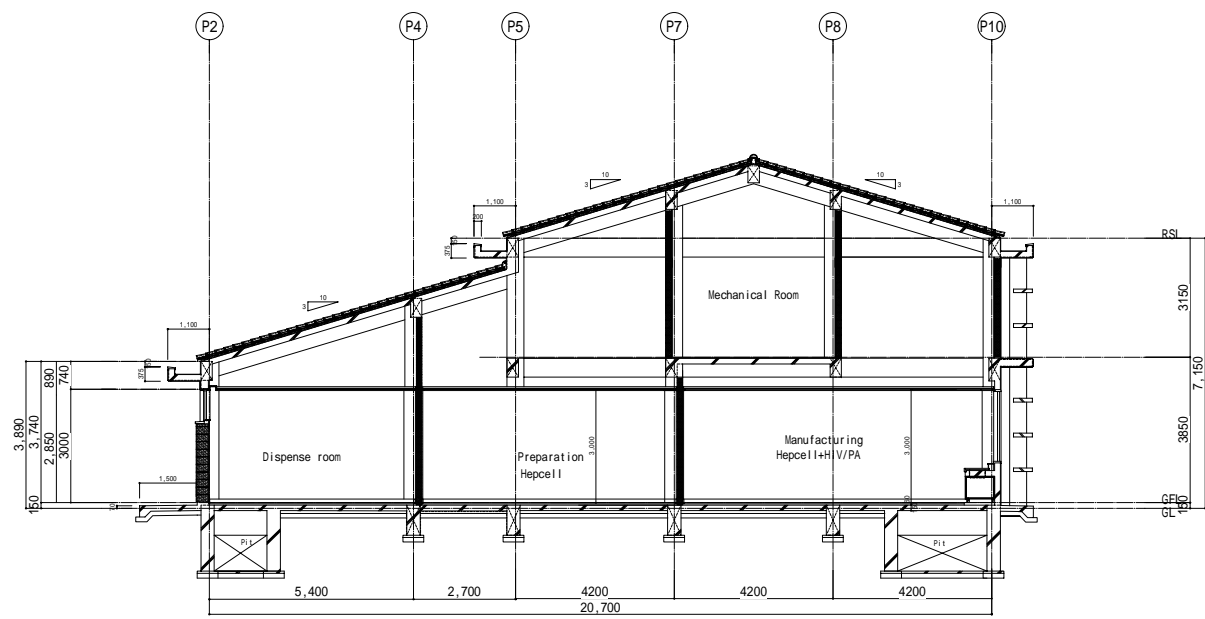 P2 P4 P5 P7 P8 P10
10 10
3 3
1,100 1,100
200
RSL
375
150
10
Mechanical Room
3
3150
1,100
7,150
150
375
890
740
3,890
3,740
2,850
3000
Manufacturing
Preparation
3,000
3,000
3850
Dispense room
Hepcell+HIV/PA
Hepcell
1,500
GFL
150
150
GL
Pit Pit
5,400 2,700 4200 4200 4200
20,700